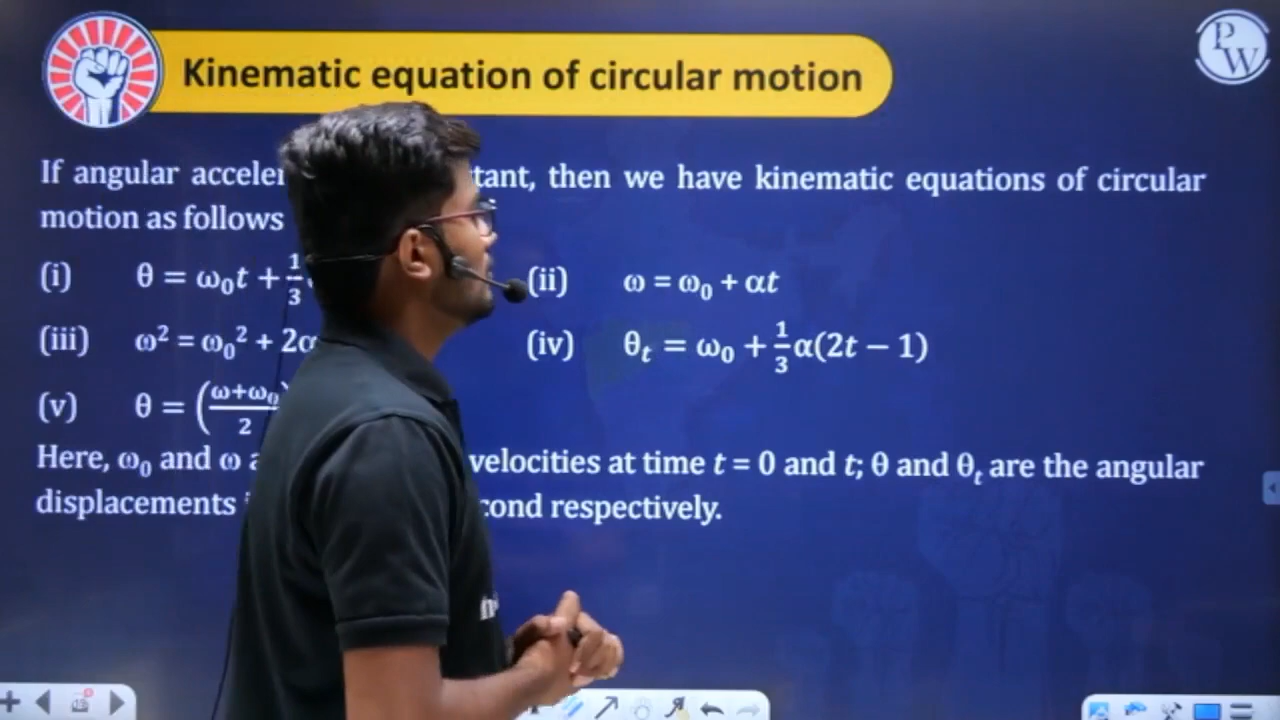 Kinematic equation of circular motion
PW
If angular acceler tant, then we have kinematic equations of circular
motion as follows
(i) θ = ω₀t + 1/3 (ii) ω = ω₀ + αt
(iii) ω² = ω₀² + 2α (iv) θₜ = ω₀ + 1/3 α(2t − 1)
(v) θ = (ω+ω₀)/2
Here, ω₀ and ω a velocities at time t = 0 and t; θ and θₜ are the angular
displacements cond respectively.